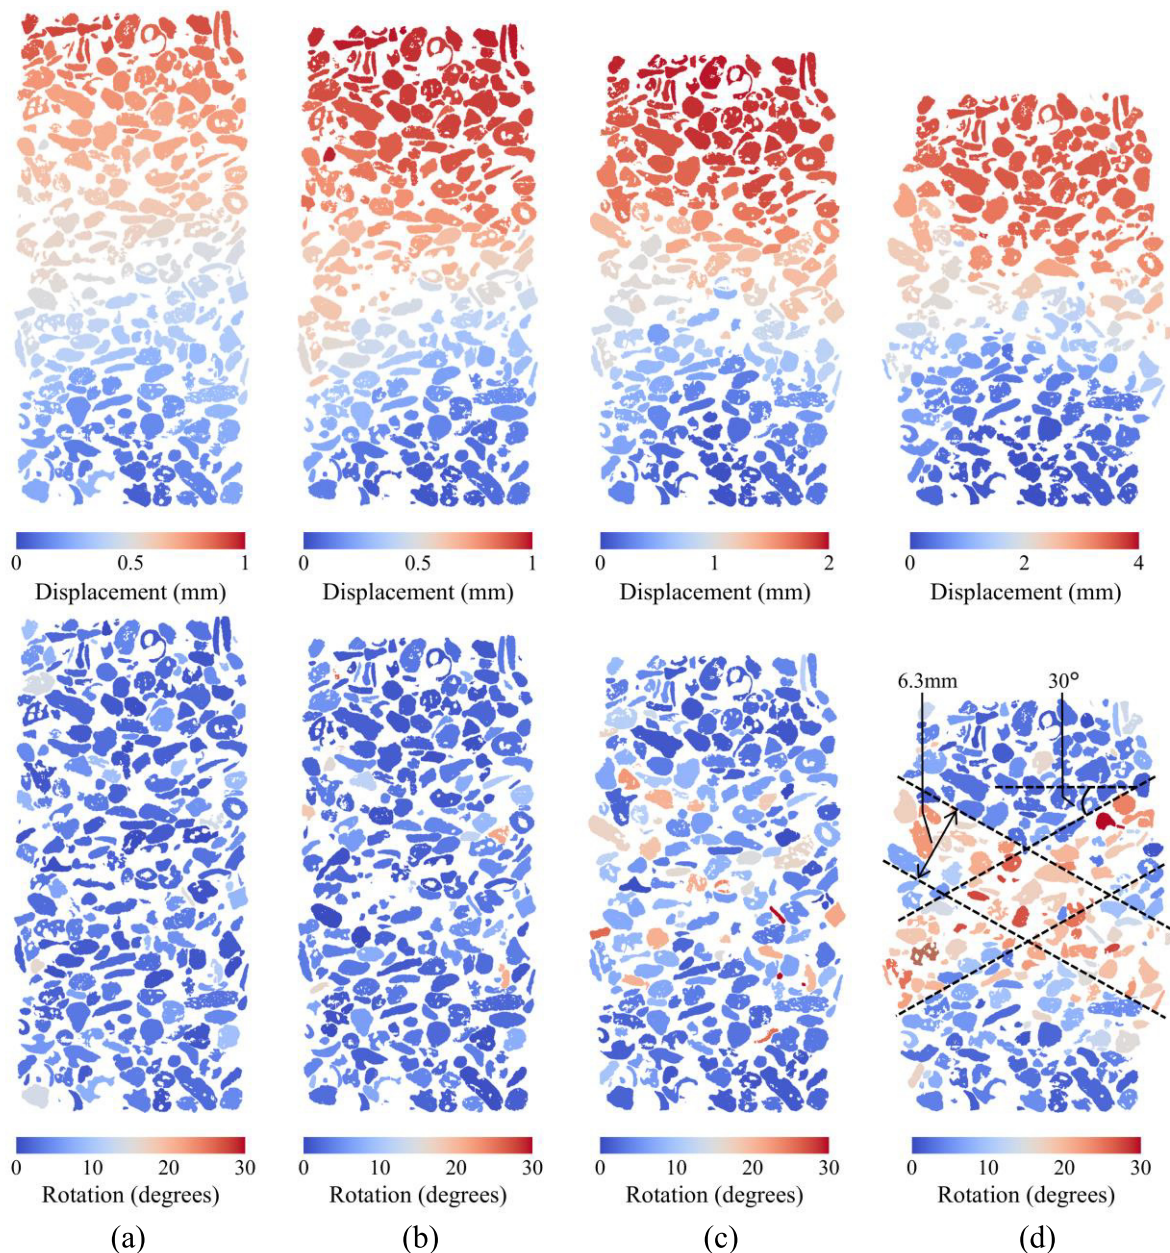 0 0.5 1
Displacement (mm)
0 0.5 1
Displacement (mm)
0 1 2
Displacement (mm)
0 2 4
Displacement (mm)
6.3mm
30°
0 10 20 30
Rotation (degrees)
0 10 20 30
Rotation (degrees)
0 10 20 30
Rotation (degrees)
0 10 20 30
Rotation (degrees)
(a)
(b)
(c)
(d)